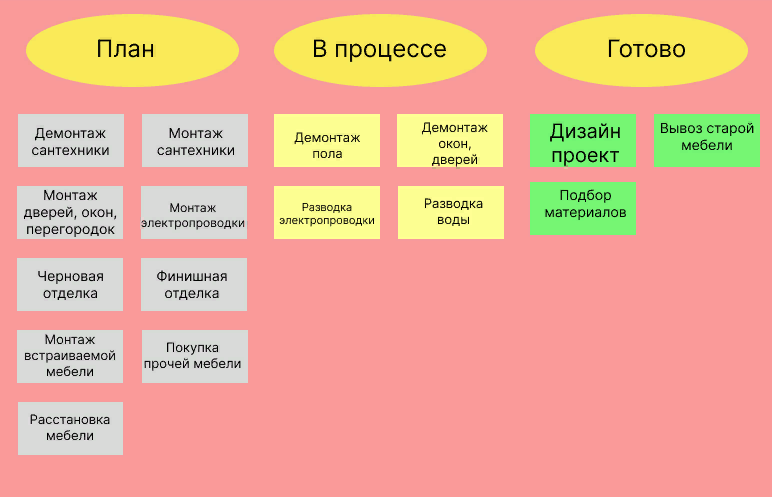 План
В процессе
Готово
Демонтаж
сантехники
Монтаж
сантехники
Монтаж
дверей, окон,
перегородок
Монтаж
электропроводки
Черновая
отделка
Финишная
отделка
Монтаж
встраиваемой
мебели
Покупка
прочей мебели
Расстановка
мебели
Демонтаж
пола
Демонтаж
окон,
дверей
Разводка
электропроводки
Разводка
воды
Дизайн
проект
Вывоз старой
мебели
Подбор
материалов